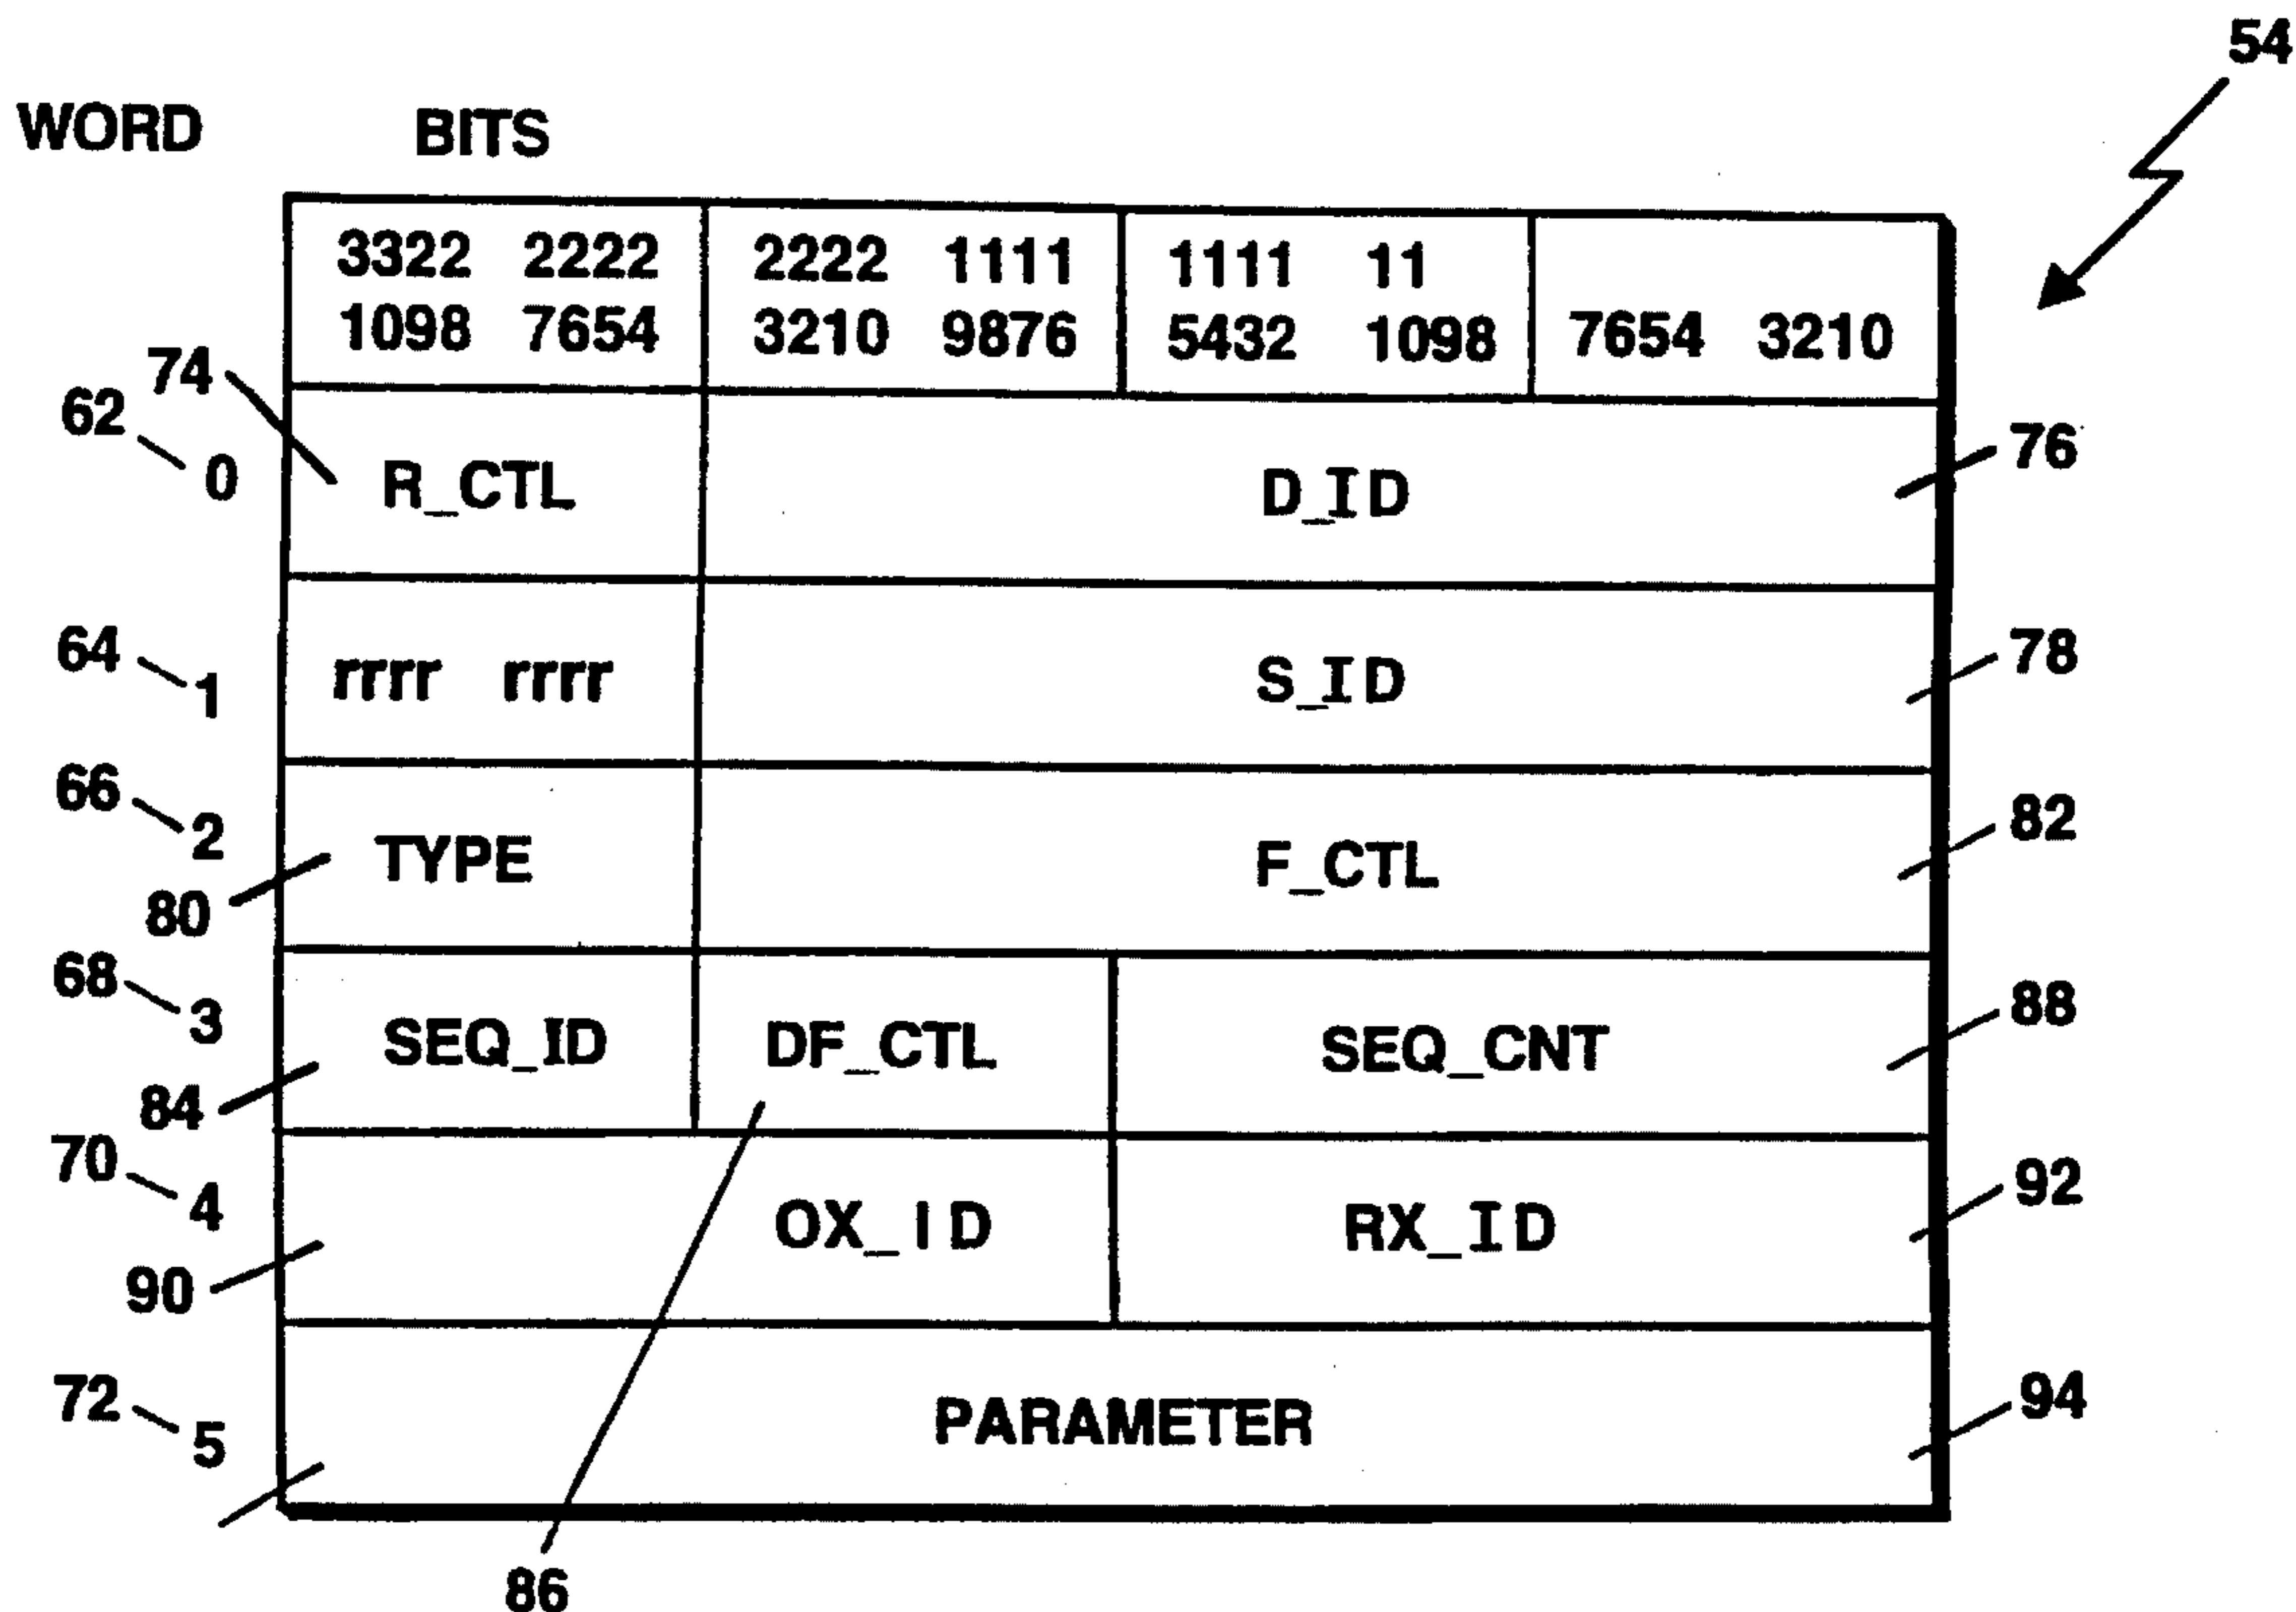 54
WORD BITS
3322 2222 2222 1111 1111 11
1098 7654 3210 9876 5432 1098 7654 3210
74
62 0 R_CTL D_ID 76
64 1 rrrr rrrr S_ID 78
66 2 TYPE F_CTL 82
80
68 3 SEQ_ID DF_CTL SEQ_CNT 88
84
70 4 OX_ID RX_ID 92
90
72 5 PARAMETER 94
86